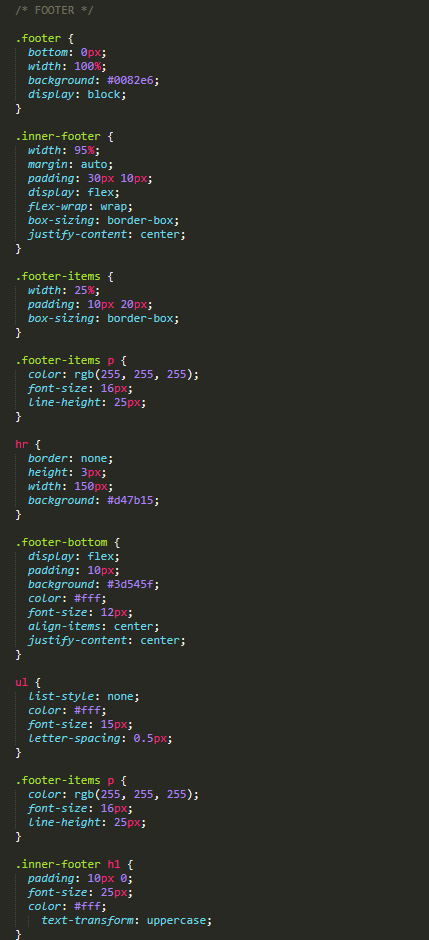 /* FOOTER */
.footer {
bottom: 0px;
width: 100%;
background: #0082e6;
display: block;
}
.inner-footer {
width: 95%;
margin: auto;
padding: 30px 10px;
display: flex;
flex-wrap: wrap;
box-sizing: border-box;
justify-content: center;
}
.footer-items {
width: 25%;
padding: 10px 20px;
box-sizing: border-box;
}
.footer-items p {
color: rgb(255, 255, 255);
font-size: 16px;
line-height: 25px;
}
hr {
border: none;
height: 3px;
width: 150px;
background: #d47b15;
}
.footer-bottom {
display: flex;
padding: 10px;
background: #3d545f;
color: #fff;
font-size: 12px;
align-items: center;
justify-content: center;
}
ul {
list-style: none;
color: #fff;
font-size: 15px;
letter-spacing: 0.5px;
}
.footer-items p {
color: rgb(255, 255, 255);
font-size: 16px;
line-height: 25px;
}
.inner-footer h1 {
padding: 10px 0;
font-size: 25px;
color: #fff;
text-transform: uppercase;
}